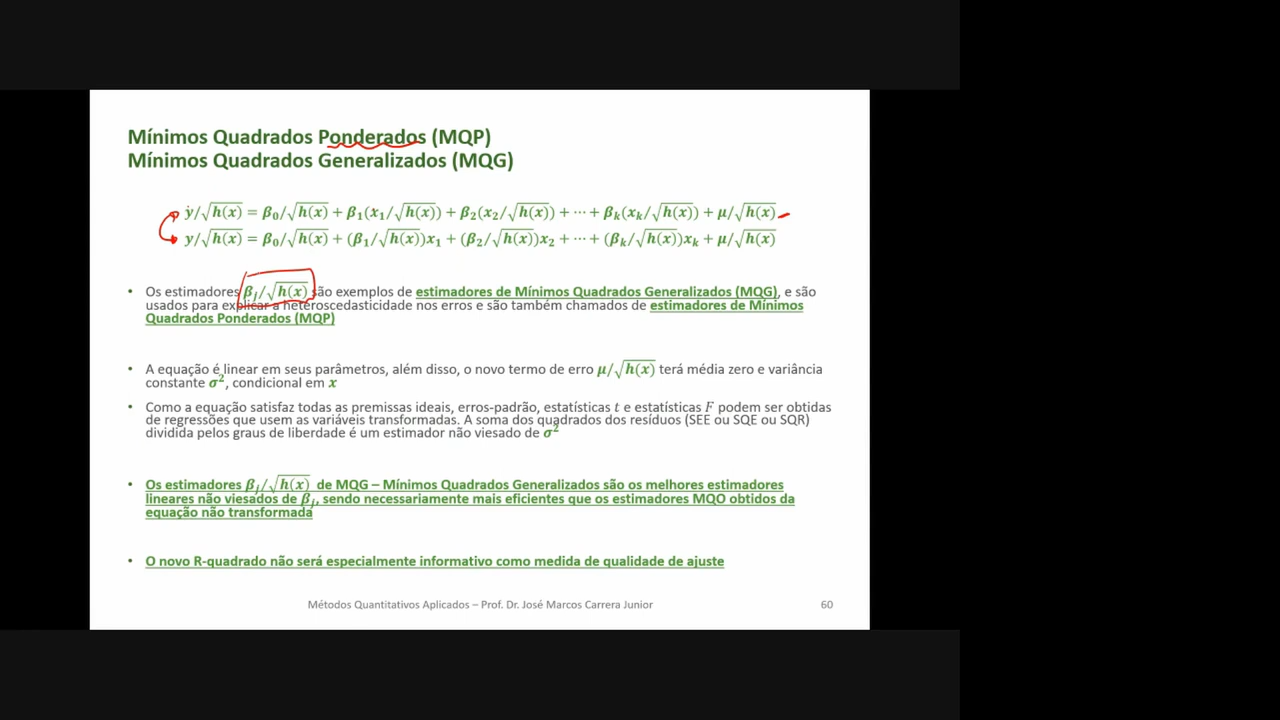 Mínimos Quadrados Ponderados (MQP)
Mínimos Quadrados Generalizados (MQG)
ẏ/√h(x) = β₀/√h(x) + β₁(x₁/√h(x)) + β₂(x₂/√h(x)) + ⋯ + βₖ(xₖ/√h(x)) + μ/√h(x)
y/√h(x) = β₀/√h(x) + (β₁/√h(x))x₁ + (β₂/√h(x))x₂ + ⋯ + (βₖ/√h(x))xₖ + μ/√h(x)
• Os estimadores βⱼ/√h(x) são exemplos de estimadores de Mínimos Quadrados Generalizados (MQG), e são
usados para explicar a heteroscedasticidade nos erros e são também chamados de estimadores de Mínimos
Quadrados Ponderados (MQP)
• A equação é linear em seus parâmetros, além disso, o novo termo de erro μ/√h(x) terá média zero e variância
constante σ², condicional em x
• Como a equação satisfaz todas as premissas ideais, erros-padrão, estatísticas t e estatísticas F podem ser obtidas
de regressões que usem as variáveis transformadas. A soma dos quadrados dos resíduos (SEE ou SQE ou SQR)
dividida pelos graus de liberdade é um estimador não viesado de σ²
• Os estimadores βⱼ/√h(x) de MQG – Mínimos Quadrados Generalizados são os melhores estimadores
lineares não viesados de βⱼ, sendo necessariamente mais eficientes que os estimadores MQO obtidos da
equação não transformada
• O novo R-quadrado não será especialmente informativo como medida de qualidade de ajuste
Métodos Quantitativos Aplicados – Prof. Dr. José Marcos Carrera Junior
60